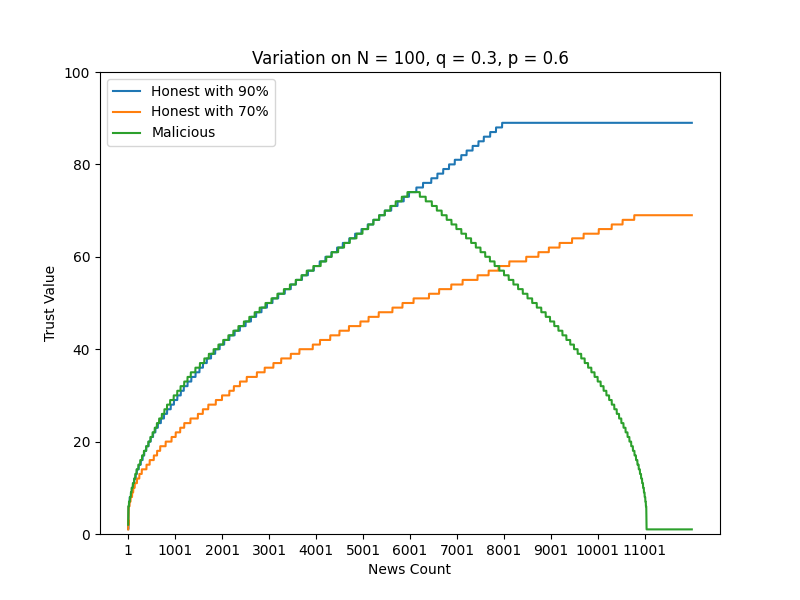 Variation on N = 100, q = 0.3, p = 0.6
Honest with 90%
Honest with 70%
Malicious
Trust Value
100
80
60
40
20
0
1 1001 2001 3001 4001 5001 6001 7001 8001 9001 10001 11001
News Count